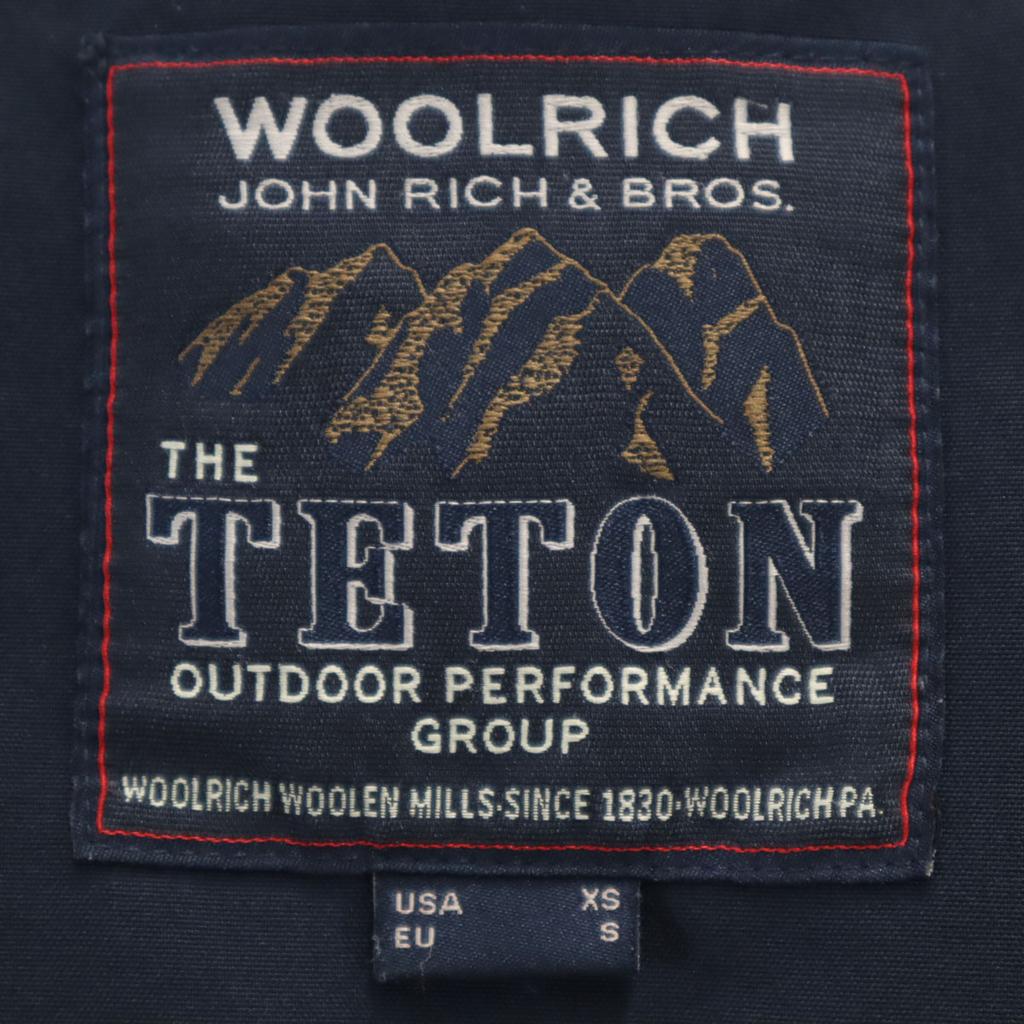 WOOLRICH
JOHN RICH & BROS.
THE
TETON
OUTDOOR PERFORMANCE
GROUP
WOOLRICH WOOLEN MILLS·SINCE 1830·WOOLRICH PA.
USA XS
EU S